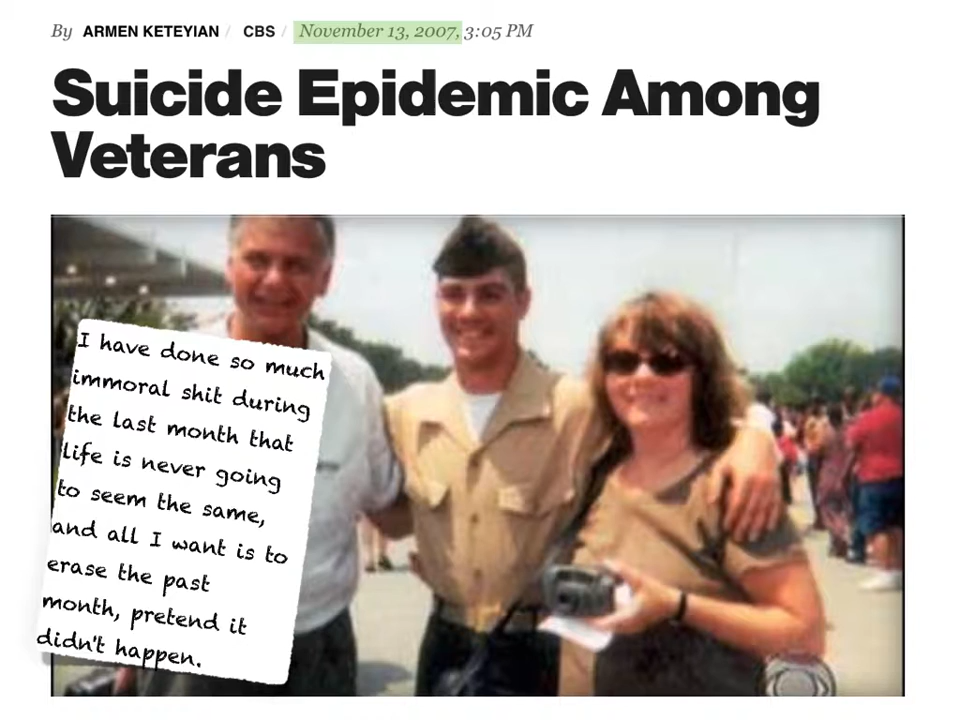 By ARMEN KETEYIAN / CBS / November 13, 2007, 3:05 PM
Suicide Epidemic Among
Veterans
I have done so much
immoral shit during
the last month that
life is never going
to seem the same,
and all I want is to
erase the past
month, pretend it
didn't happen.